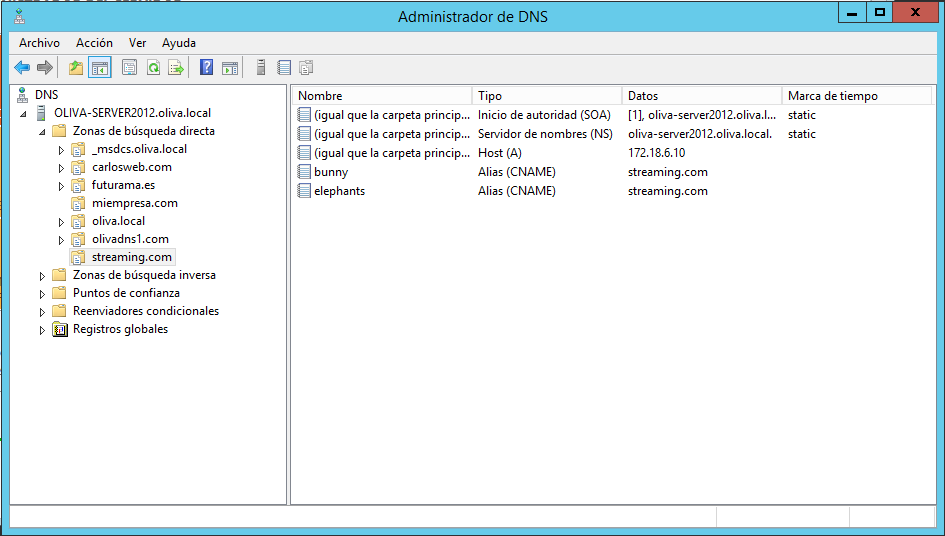 Administrador de DNS
Archivo Acción Ver Ayuda
DNS
OLIVA-SERVER2012.oliva.local
Zonas de búsqueda directa
_msdcs.oliva.local
carlosweb.com
futurama.es
miempresa.com
oliva.local
olivadns1.com
streaming.com
Zonas de búsqueda inversa
Puntos de confianza
Reenviadores condicionales
Registros globales
Nombre Tipo Datos Marca de tiempo
(igual que la carpeta princip... Inicio de autoridad (SOA) [1], oliva-server2012.oliva.l... static
(igual que la carpeta princip... Servidor de nombres (NS) oliva-server2012.oliva.local. static
(igual que la carpeta princip... Host (A) 172.18.6.10
bunny Alias (CNAME) streaming.com
elephants Alias (CNAME) streaming.com